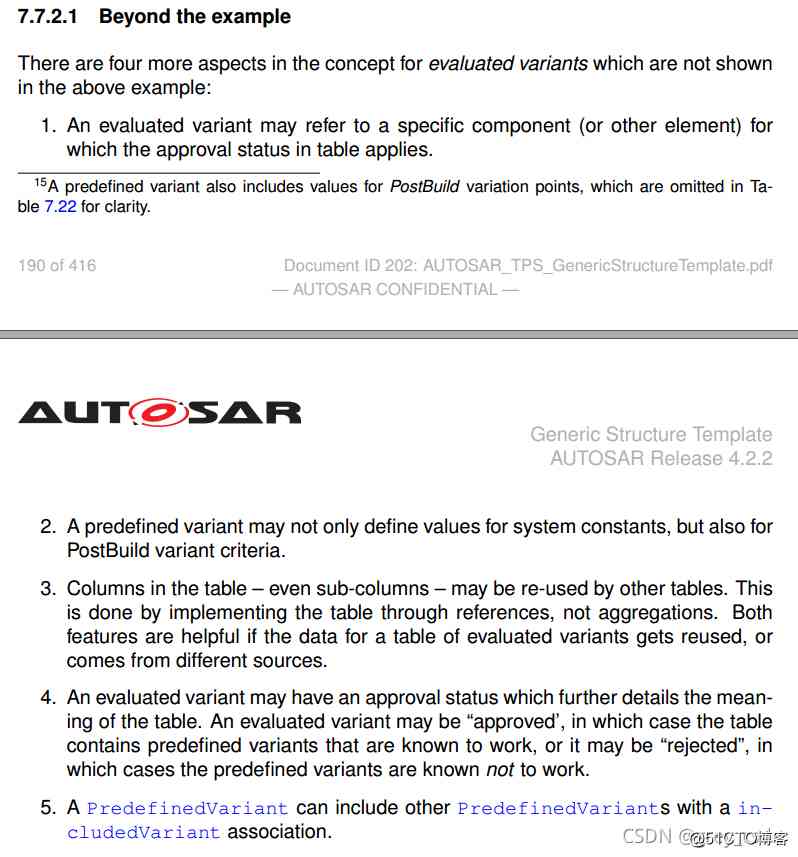 7.7.2.1 Beyond the example
There are four more aspects in the concept for evaluated variants which are not shown
in the above example:
1. An evaluated variant may refer to a specific component (or other element) for
which the approval status in table applies.
15A predefined variant also includes values for PostBuild variation points, which are omitted in Ta-
ble 7.22 for clarity.
190 of 416 Document ID 202: AUTOSAR_TPS_GenericStructureTemplate.pdf
— AUTOSAR CONFIDENTIAL —
AUTOSAR
Generic Structure Template
AUTOSAR Release 4.2.2
2. A predefined variant may not only define values for system constants, but also for
PostBuild variant criteria.
3. Columns in the table – even sub-columns – may be re-used by other tables. This
is done by implementing the table through references, not aggregations. Both
features are helpful if the data for a table of evaluated variants gets reused, or
comes from different sources.
4. An evaluated variant may have an approval status which further details the mean-
ing of the table. An evaluated variant may be “approved’, in which case the table
contains predefined variants that are known to work, or it may be “rejected”, in
which cases the predefined variants are known not to work.
5. A PredefinedVariant can include other PredefinedVariants with a in-
cludedVariant association.
CSDN
@51CTO博客